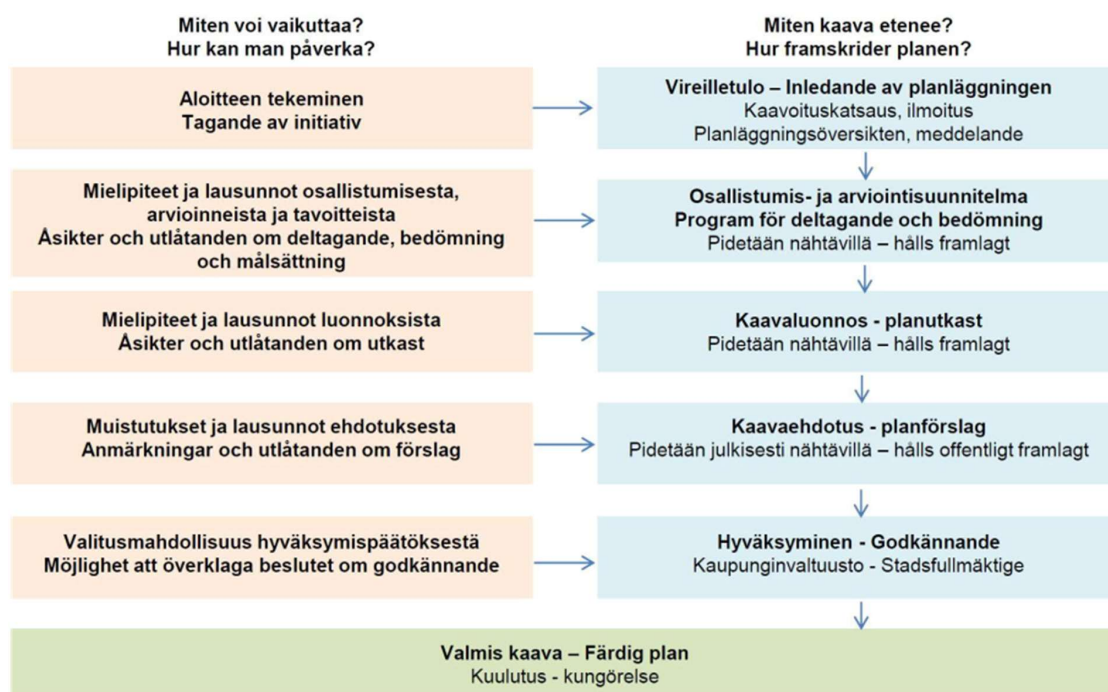 Miten voi vaikuttaa?
Hur kan man påverka?
Miten kaava etenee?
Hur framskrider planen?
Aloitteen tekeminen
Tagande av initiativ
Vireilletulo – Inledande av planläggningen
Kaavoituskatsaus, ilmoitus
Planläggningsöversikten, meddelande
Mielipiteet ja lausunnot osallistumisesta,
arvioinneista ja tavoitteista
Åsikter och utlåtanden om deltagande, bedömning
och målsättning
Osallistumis- ja arviointisuunnitelma
Program för deltagande och bedömning
Pidetään nähtävillä – hålls framlagt
Mielipiteet ja lausunnot luonnoksista
Åsikter och utlåtanden om utkast
Kaavaluonnos - planutkast
Pidetään nähtävillä – hålls framlagt
Muistutukset ja lausunnot ehdotuksesta
Anmärkningar och utlåtanden om förslag
Kaavaehdotus - planförslag
Pidetään julkisesti nähtävillä – hålls offentligt framlagt
Valitusmahdollisuus hyväksymispäätöksestä
Möjlighet att överklaga beslutet om godkännande
Hyväksyminen - Godkännande
Kaupunginvaltuusto - Stadsfullmäktige
Valmis kaava – Färdig plan
Kuulutus - kungörelse